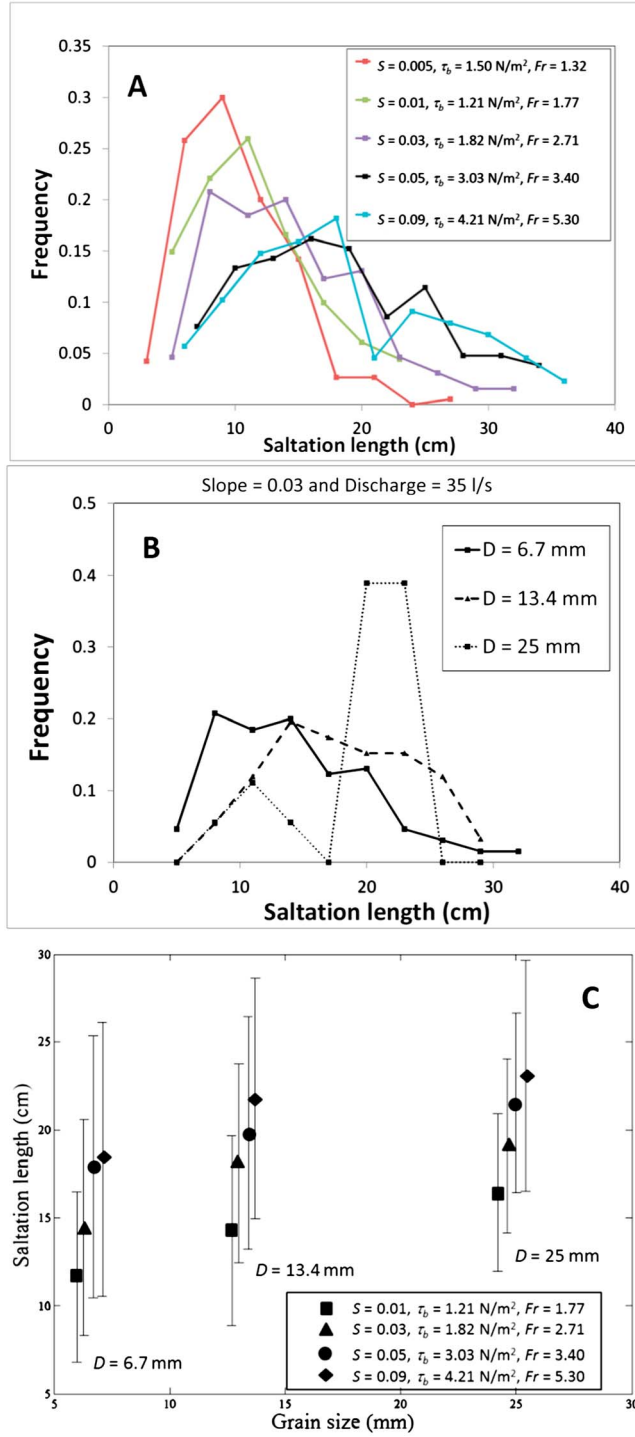 A
0.35
0.3
0.25
0.2
0.15
0.1
0.05
0
Frequency
S = 0.005, τb = 1.50 N/m², Fr = 1.32
S = 0.01, τb = 1.21 N/m², Fr = 1.77
S = 0.03, τb = 1.82 N/m², Fr = 2.71
S = 0.05, τb = 3.03 N/m², Fr = 3.40
S = 0.09, τb = 4.21 N/m², Fr = 5.30
0 10 20 30 40
Saltation length (cm)
Slope = 0.03 and Discharge = 35 l/s
B
0.5
0.4
0.3
0.2
0.1
0
Frequency
D = 6.7 mm
D = 13.4 mm
D = 25 mm
0 10 20 30 40
Saltation length (cm)
C
30
25
20
15
10
5
Saltation length (cm)
D = 25 mm
D = 13.4 mm
D = 6.7 mm
S = 0.01, τb = 1.21 N/m², Fr = 1.77
S = 0.03, τb = 1.82 N/m², Fr = 2.71
S = 0.05, τb = 3.03 N/m², Fr = 3.40
S = 0.09, τb = 4.21 N/m², Fr = 5.30
5 10 15 20 25 30
Grain size (mm)